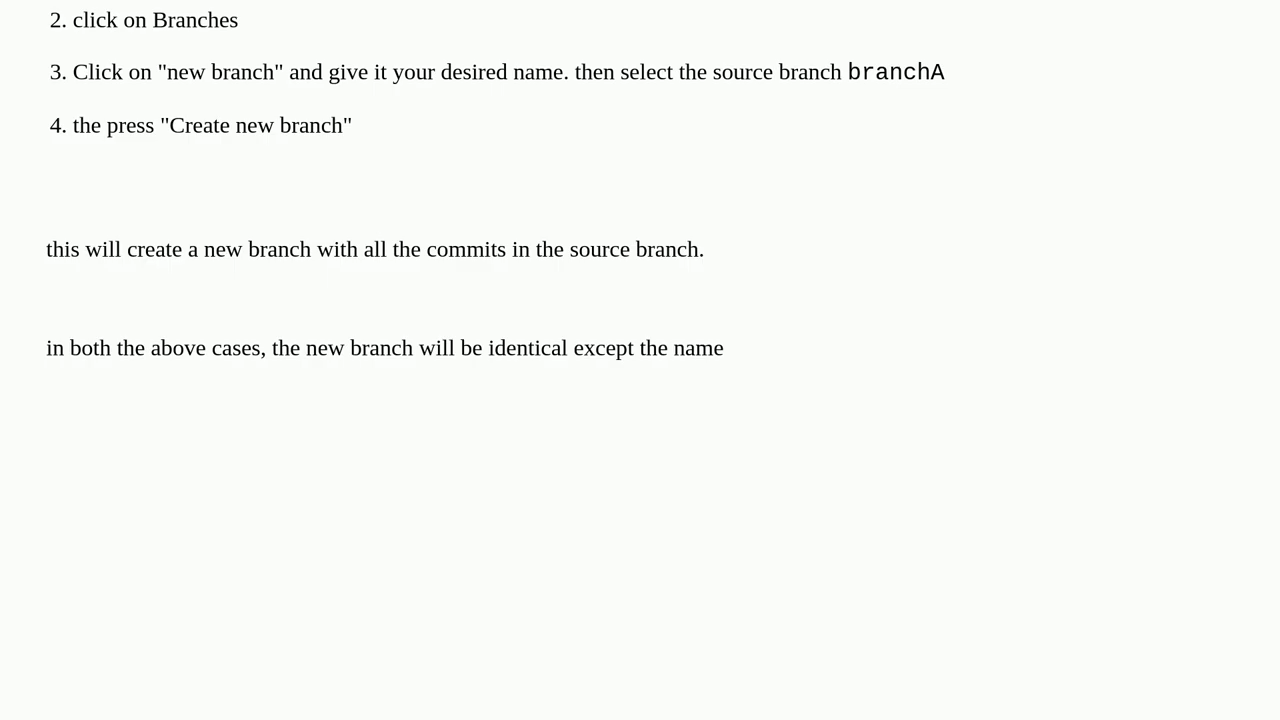 2. click on Branches
3. Click on "new branch" and give it your desired name. then select the source branch branchA
4. the press "Create new branch"
this will create a new branch with all the commits in the source branch.
in both the above cases, the new branch will be identical except the name